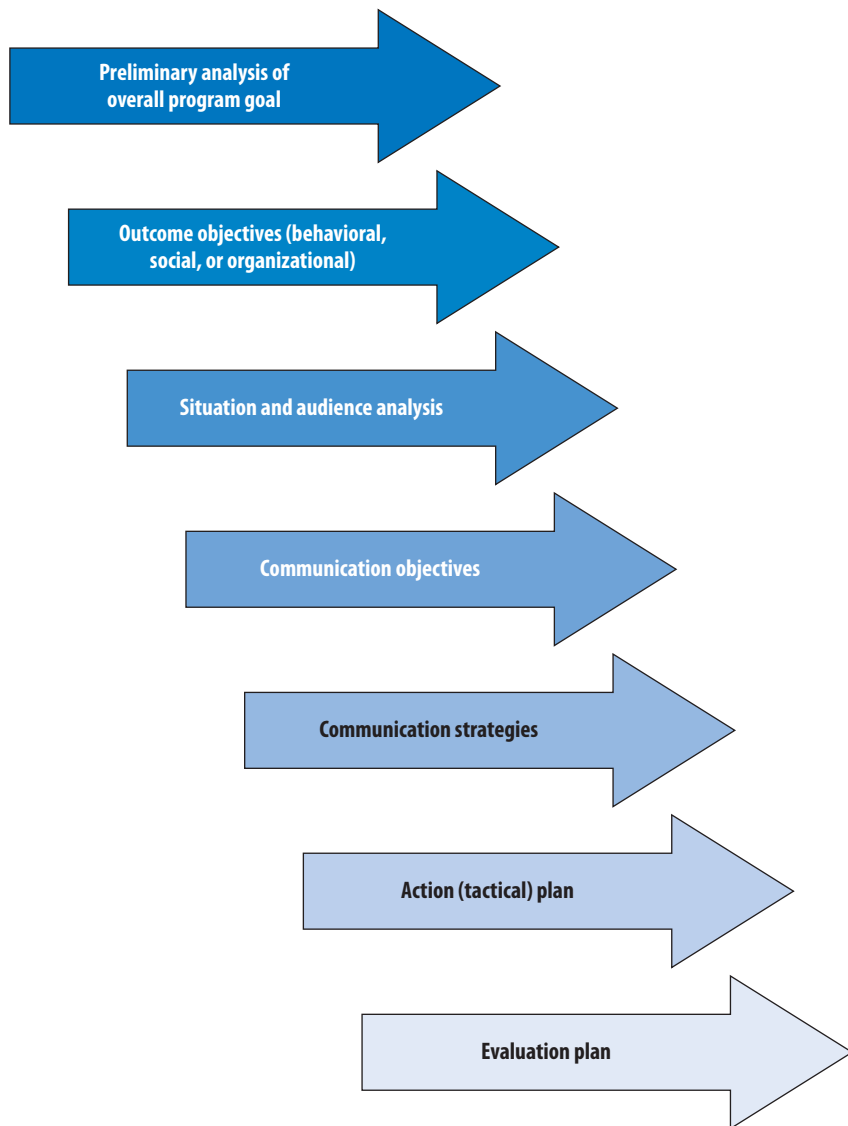 Preliminary analysis of
overall program goal
Outcome objectives (behavioral,
social, or organizational)
Situation and audience analysis
Communication objectives
Communication strategies
Action (tactical) plan
Evaluation plan